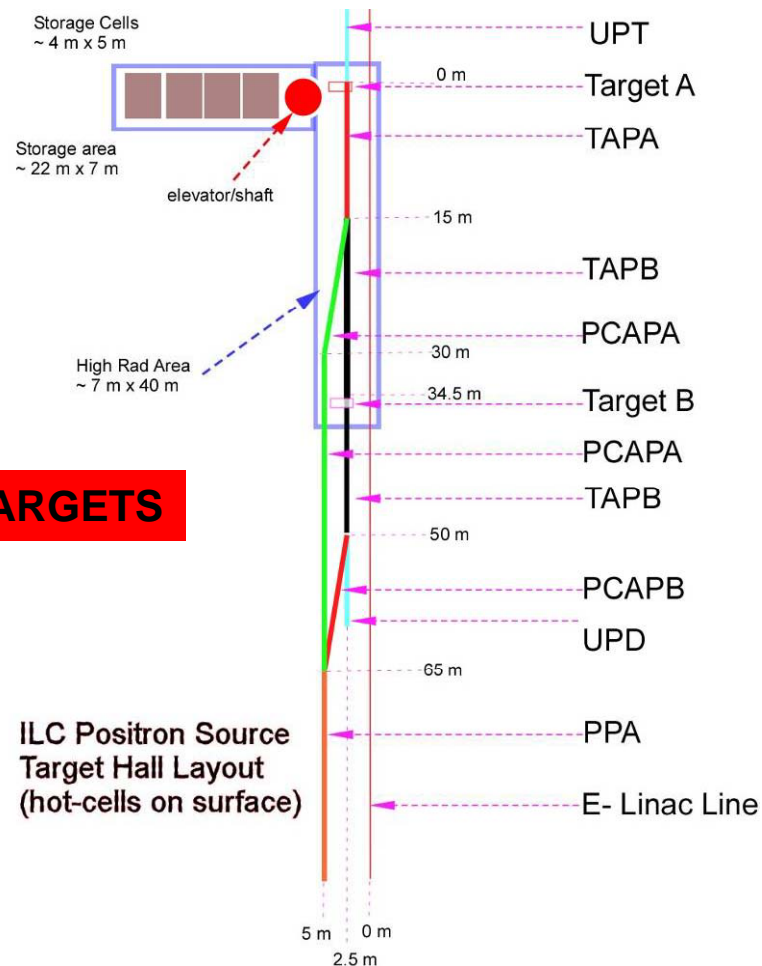 Storage Cells
~ 4 m x 5 m
UPT
0 m
Target A
TAPA
Storage area
~ 22 m x 7 m
elevator/shaft
15 m
TAPB
PCAPA
30 m
High Rad Area
~ 7 m x 40 m
34.5 m
Target B
PCAPA
ARGETS
TAPB
50 m
PCAPB
UPD
65 m
ILC Positron Source
Target Hall Layout
(hot-cells on surface)
PPA
E- Linac Line
5 m
0 m
2.5 m